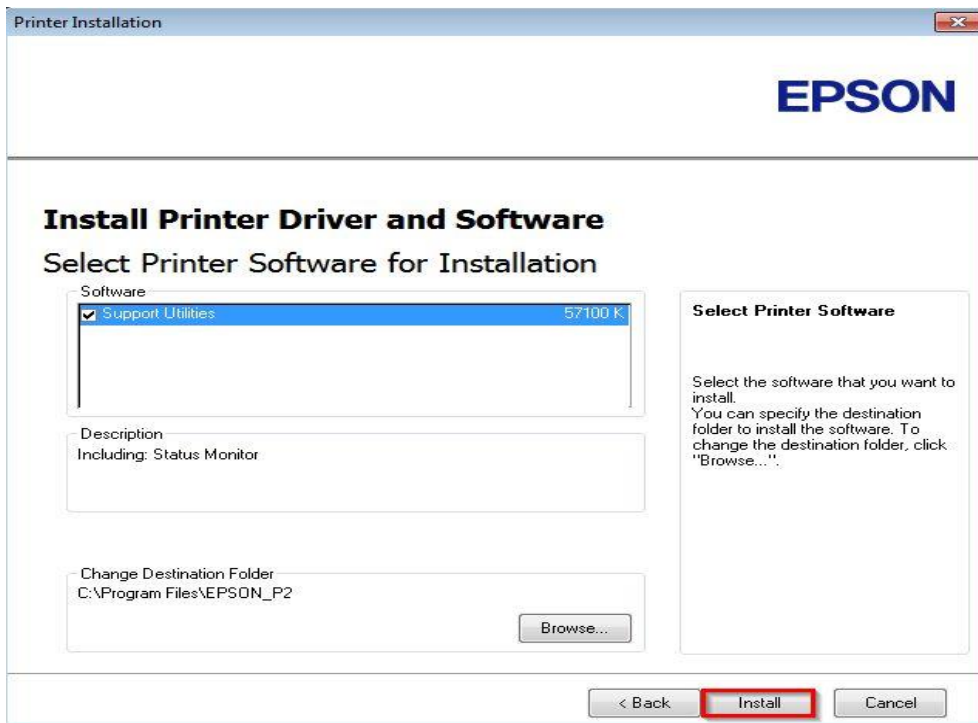 Printer Installation
EPSON
Install Printer Driver and Software
Select Printer Software for Installation
Software
Support Utilities 57100 K
Description
Including: Status Monitor
Change Destination Folder
C:\Program Files\EPSON_P2
Browse...
Select Printer Software
Select the software that you want to
install.
You can specify the destination
folder to install the software. To
change the destination folder, click
"Browse...".
< Back Install Cancel